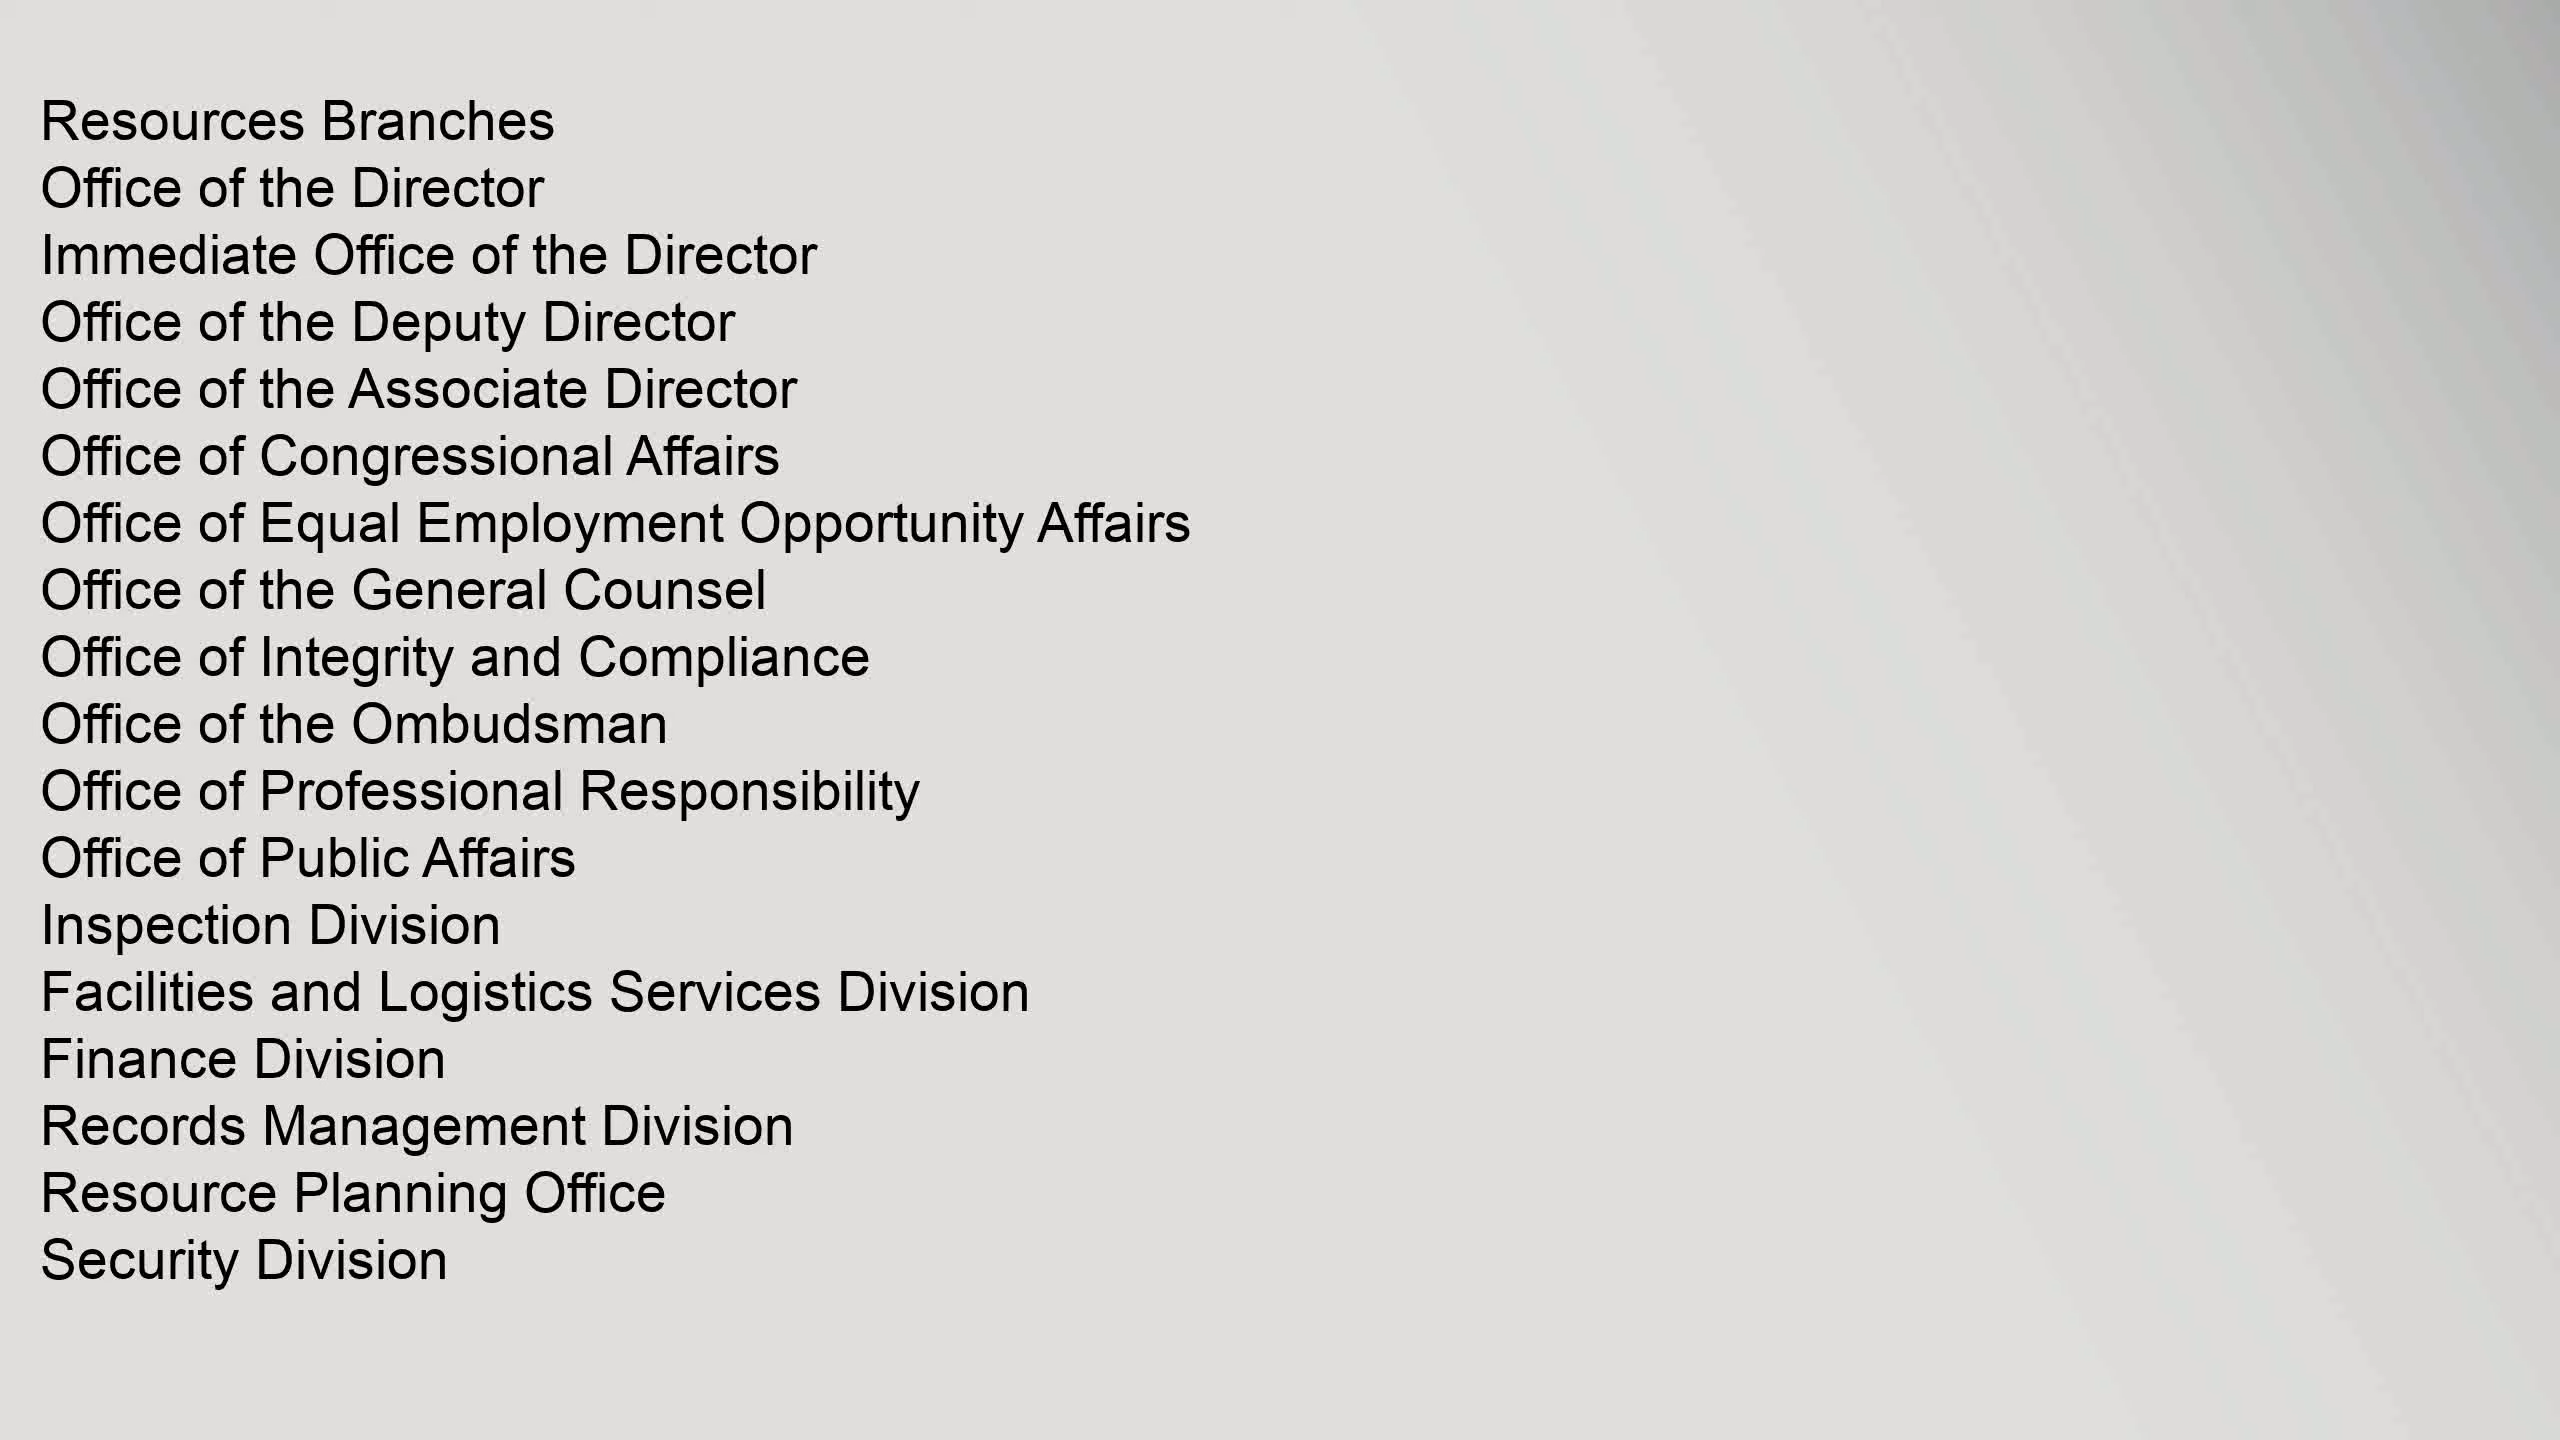 Resources Branches
Office of the Director
Immediate Office of the Director
Office of the Deputy Director
Office of the Associate Director
Office of Congressional Affairs
Office of Equal Employment Opportunity Affairs
Office of the General Counsel
Office of Integrity and Compliance
Office of the Ombudsman
Office of Professional Responsibility
Office of Public Affairs
Inspection Division
Facilities and Logistics Services Division
Finance Division
Records Management Division
Resource Planning Office
Security Division